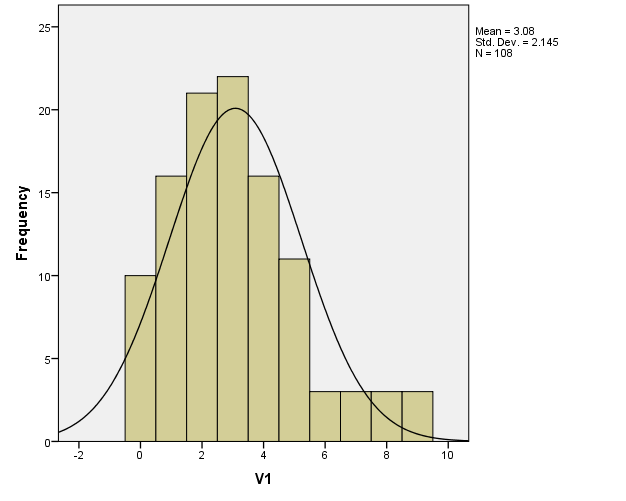 Mean = 3.08
Std. Dev. = 2.145
N = 108
Frequency
25
20
15
10
5
0
-2 0 2 4 6 8 10
V1